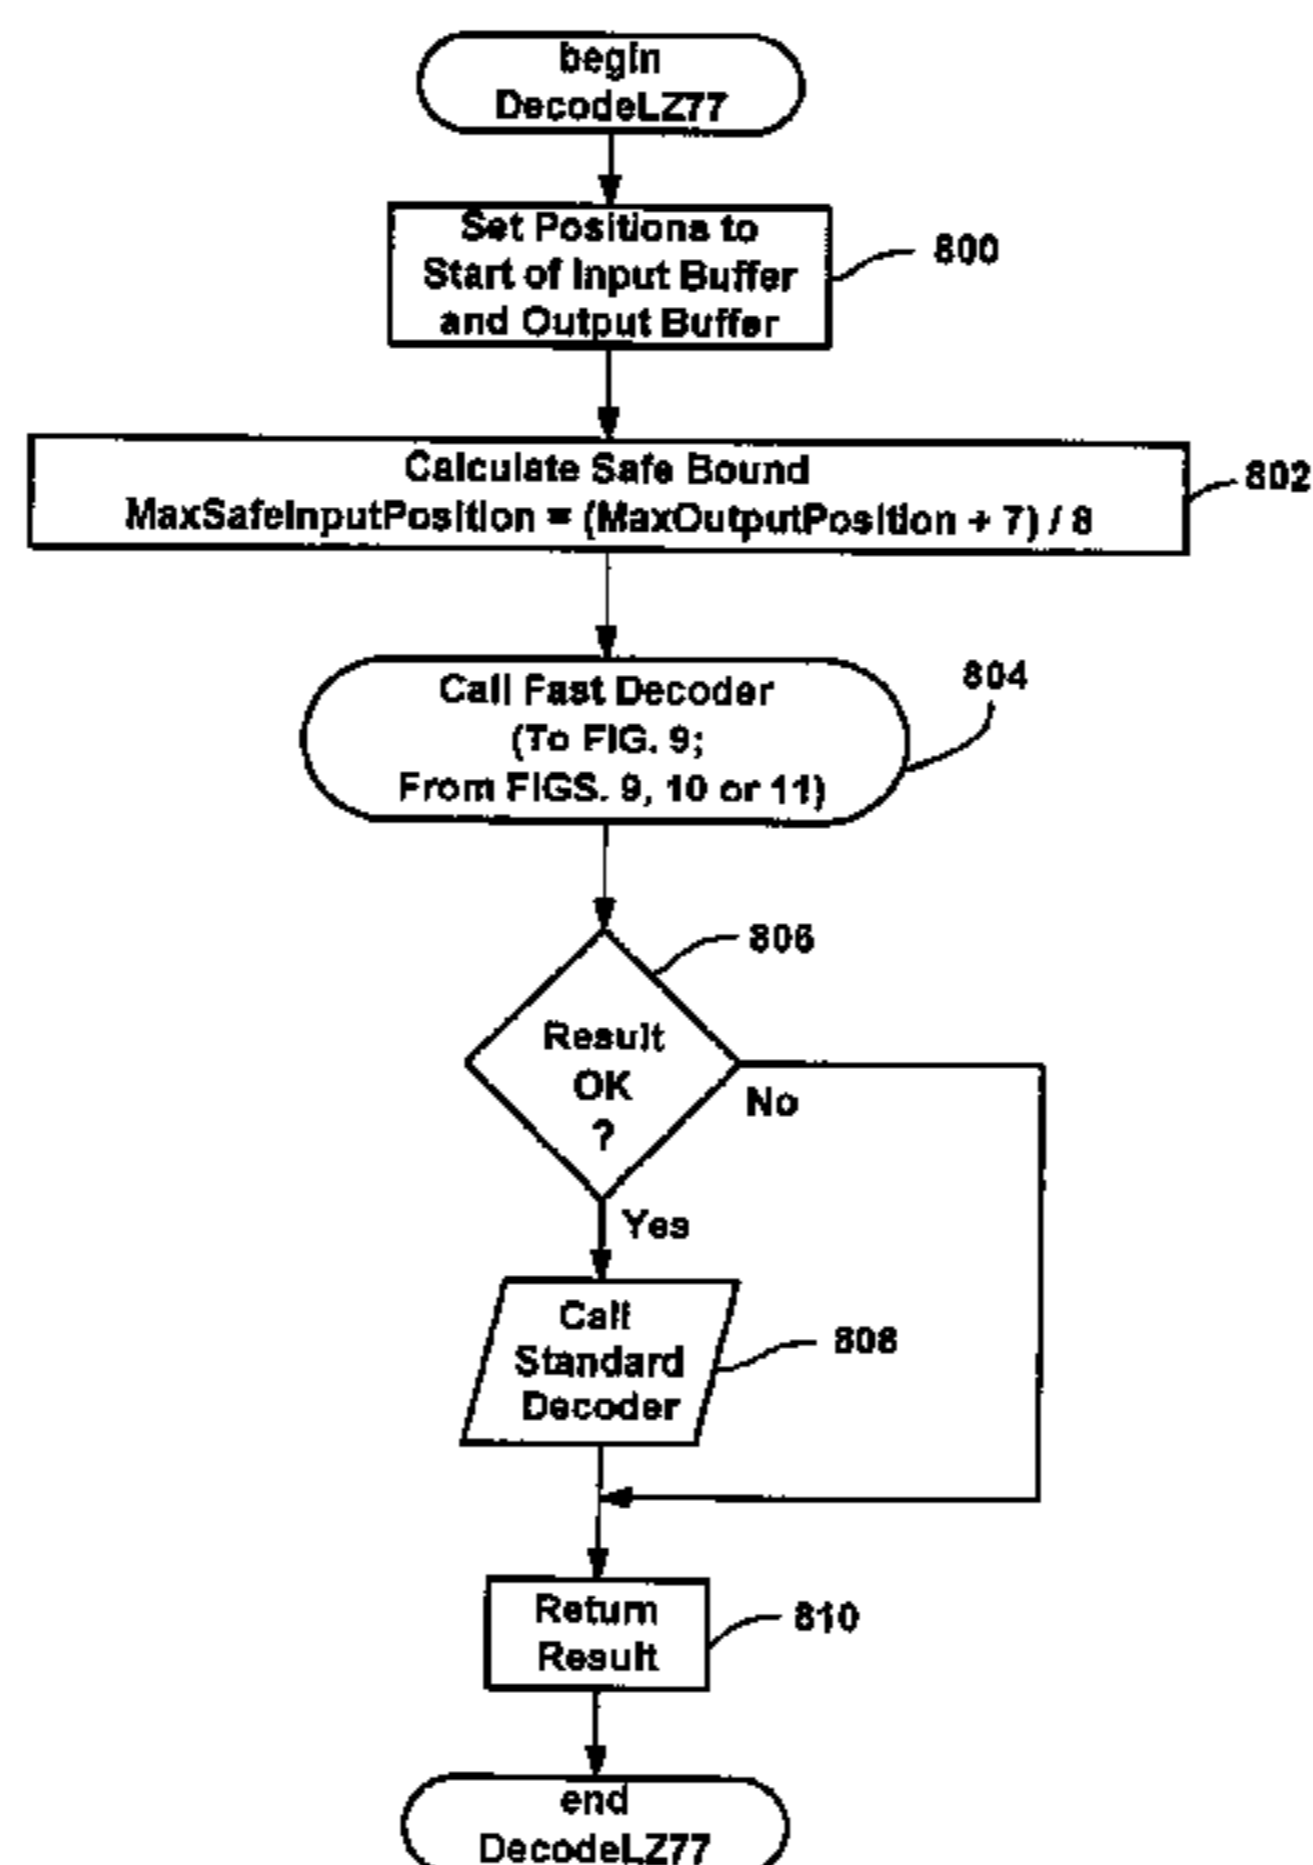 begin
DecodeLZ77
Set Positions to
Start of Input Buffer
and Output Buffer
800
Calculate Safe Bound
MaxSafeInputPosition = (MaxOutputPosition + 7) / 8
802
Call Fast Decoder
(To FIG. 9;
From FIGS. 9, 10 or 11)
804
806
Result
OK
?
No
Yes
Call
Standard
Decoder
808
Return
Result
810
end
DecodeLZ77